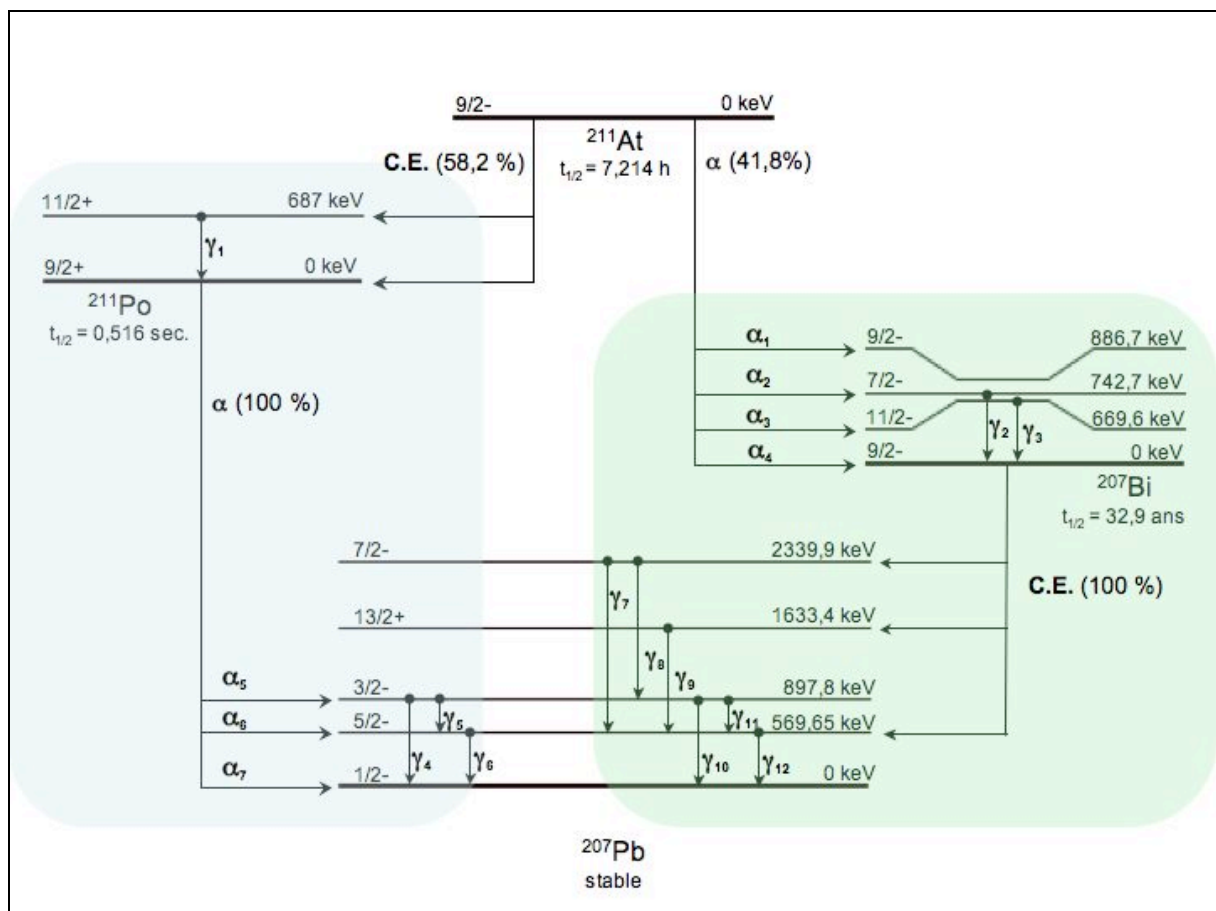 9/2- 0 keV
²¹¹At
t₁/₂ = 7,214 h
C.E. (58,2 %)
α (41,8%)
11/2+ 687 keV
γ₁
9/2+ 0 keV
²¹¹Po
t₁/₂ = 0,516 sec.
α (100 %)
α₁ 9/2- 886,7 keV
α₂ 7/2- 742,7 keV
α₃ 11/2- 669,6 keV
γ₂ γ₃
α₄ 9/2- 0 keV
²⁰⁷Bi
t₁/₂ = 32,9 ans
C.E. (100 %)
7/2- 2339,9 keV
γ₇
13/2+ 1633,4 keV
γ₈ γ₉
α₅ 3/2- 897,8 keV
γ₅ γ₁₁
α₆ 5/2- 569,65 keV
γ₄ γ₆ γ₁₀ γ₁₂
α₇ 1/2- 0 keV
²⁰⁷Pb
stable